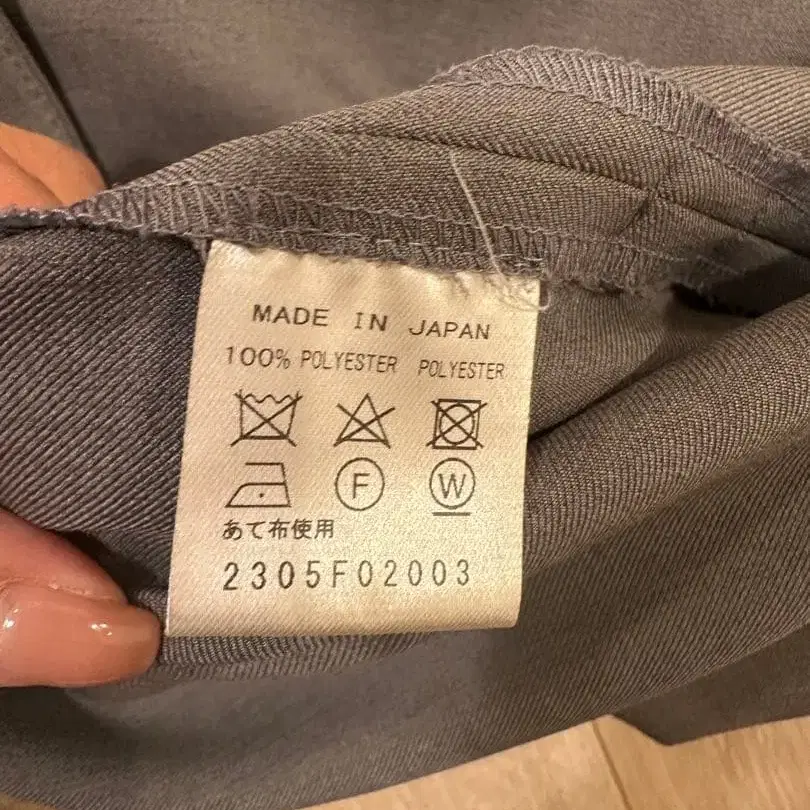 MADE IN JAPAN
100% POLYESTER POLYESTER
F W
あて布使用
2305F02003